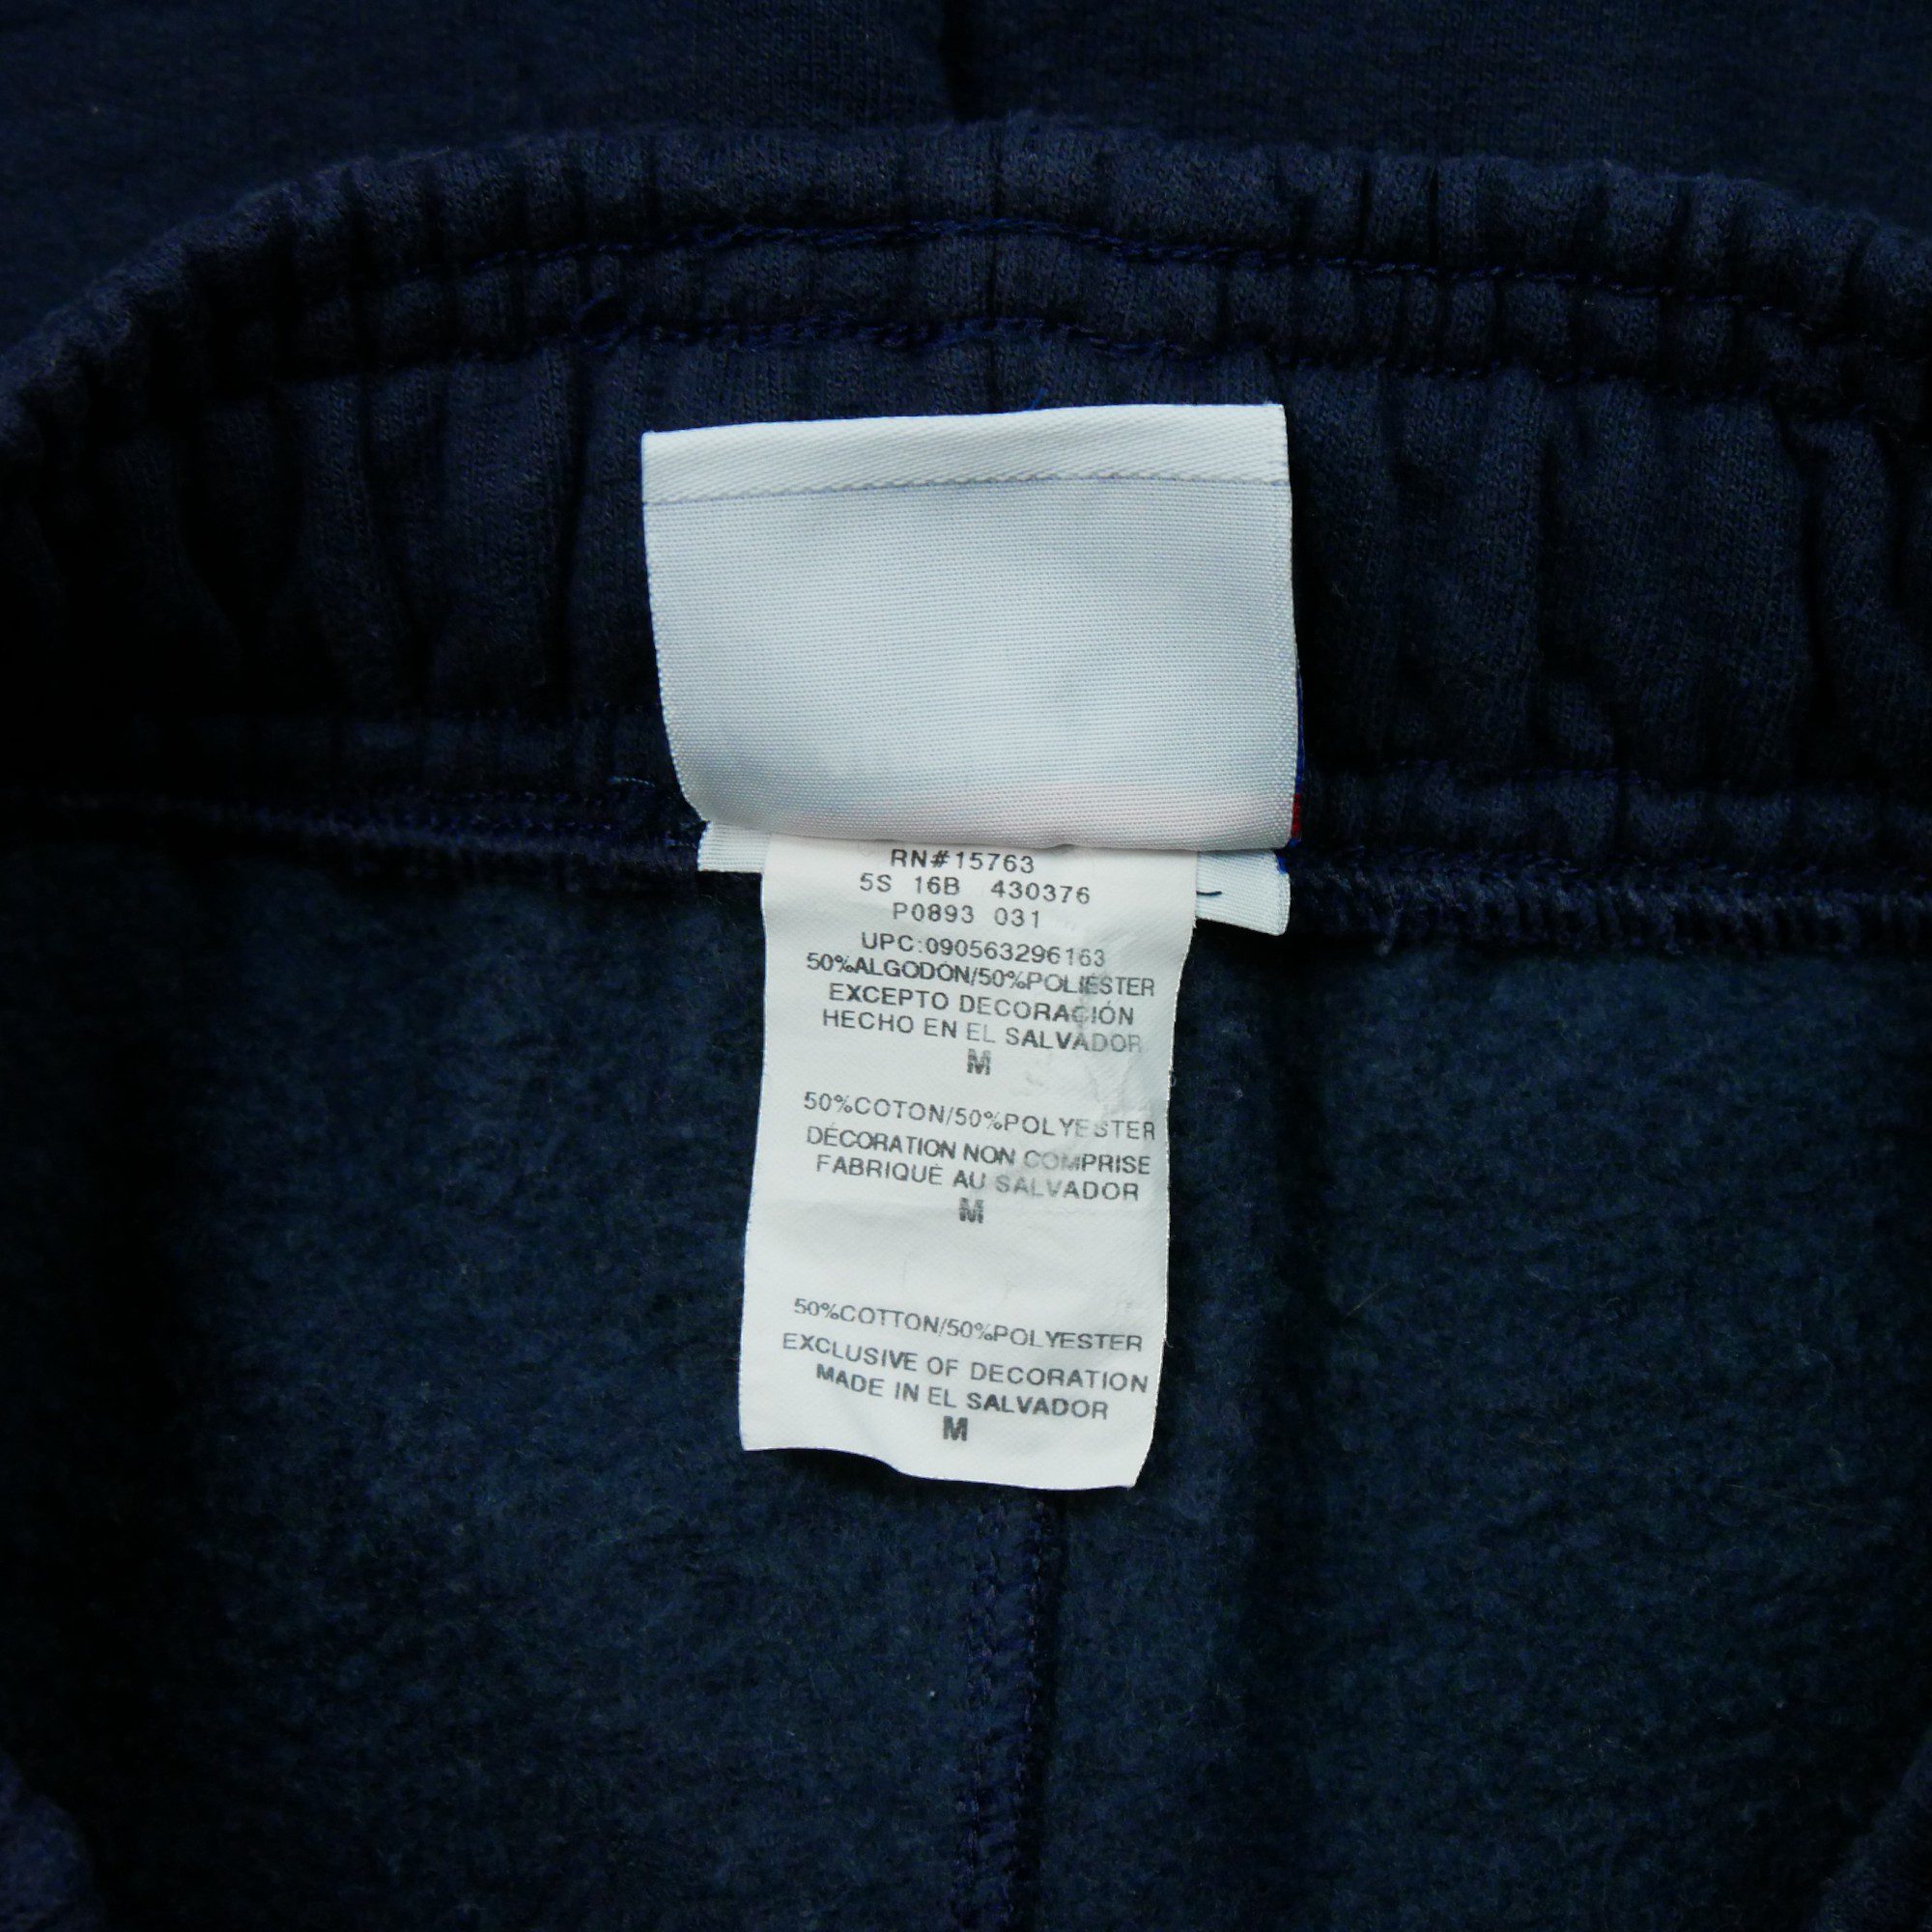 RN#15763
5S 16B 430376
P0893 031
UPC:090563296163
50%ALGODÓN/50%POLIÉSTER
EXCEPTO DECORACIÓN
HECHO EN EL SALVADOR
M
50%COTON/50%POLYESTER
DÉCORATION NON COMPRISE
FABRIQUÉ AU SALVADOR
M
50%COTTON/50%POLYESTER
EXCLUSIVE OF DECORATION
MADE IN EL SALVADOR
M